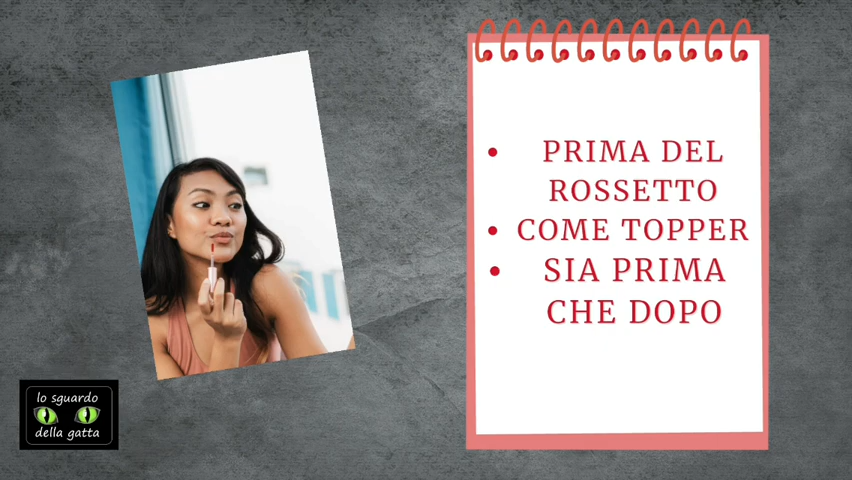 PRIMA DEL
ROSSETTO
COME TOPPER
SIA PRIMA
CHE DOPO
lo sguardo
della gatta